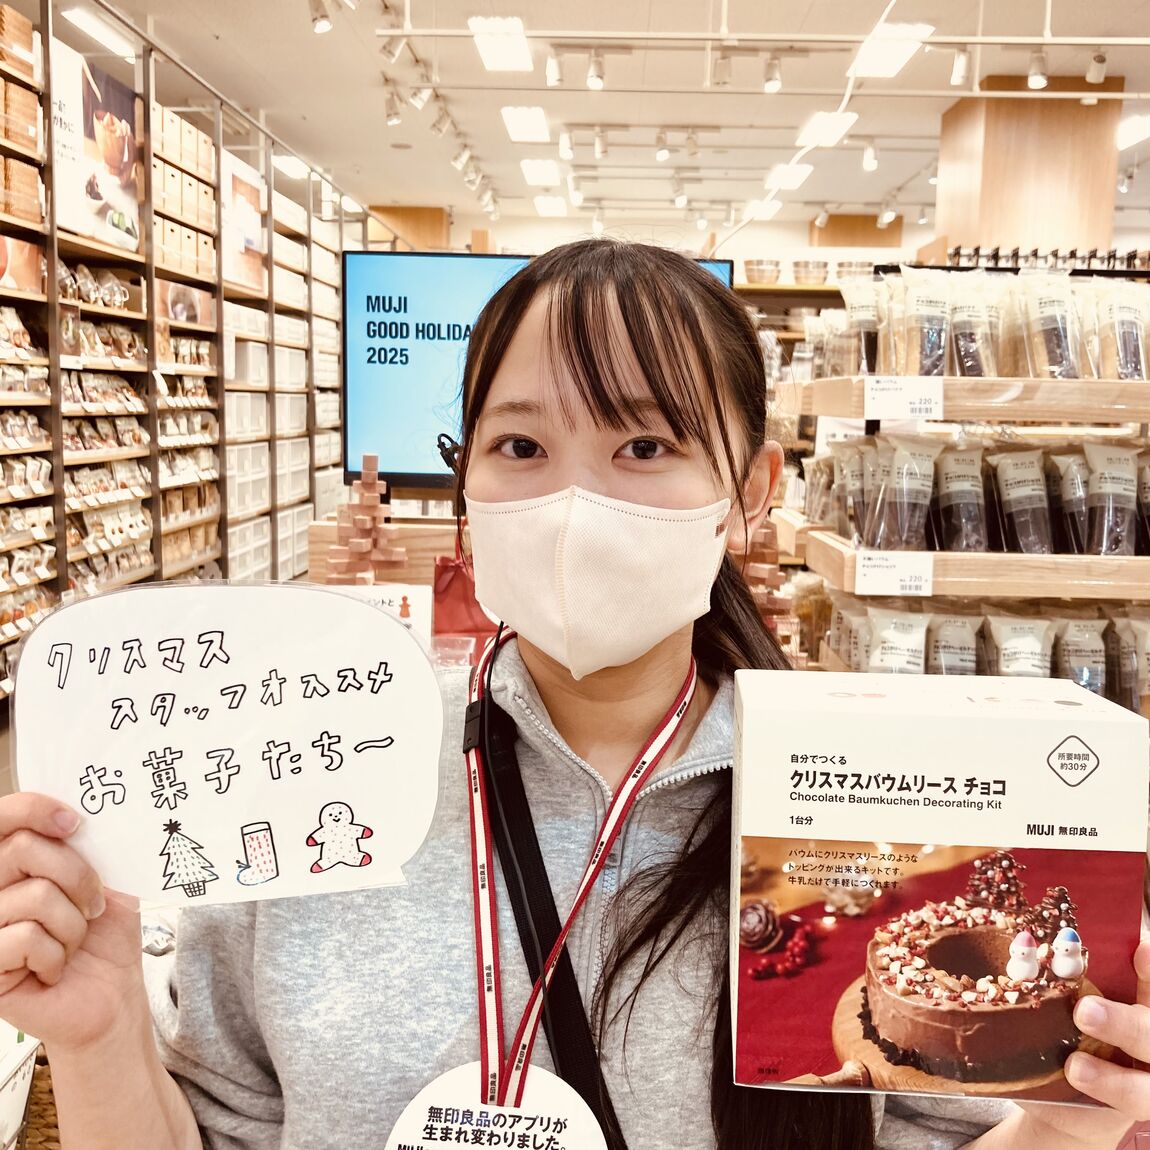 MUJI
GOOD HOLIDA
2025
クリスマス
スタッフオススメ
お菓子たち〜
自分でつくる
クリスマスバウムリース チョコ
Chocolate Baumkuchen Decorating Kit
1台分
所要時間
約30分
MUJI 無印良品
バウムにクリスマスリースのような
トッピングが出来るキットです。
牛乳だけで手軽につくれます。
無印良品
無印良品のアプリが
生まれ変わりました。
220
220